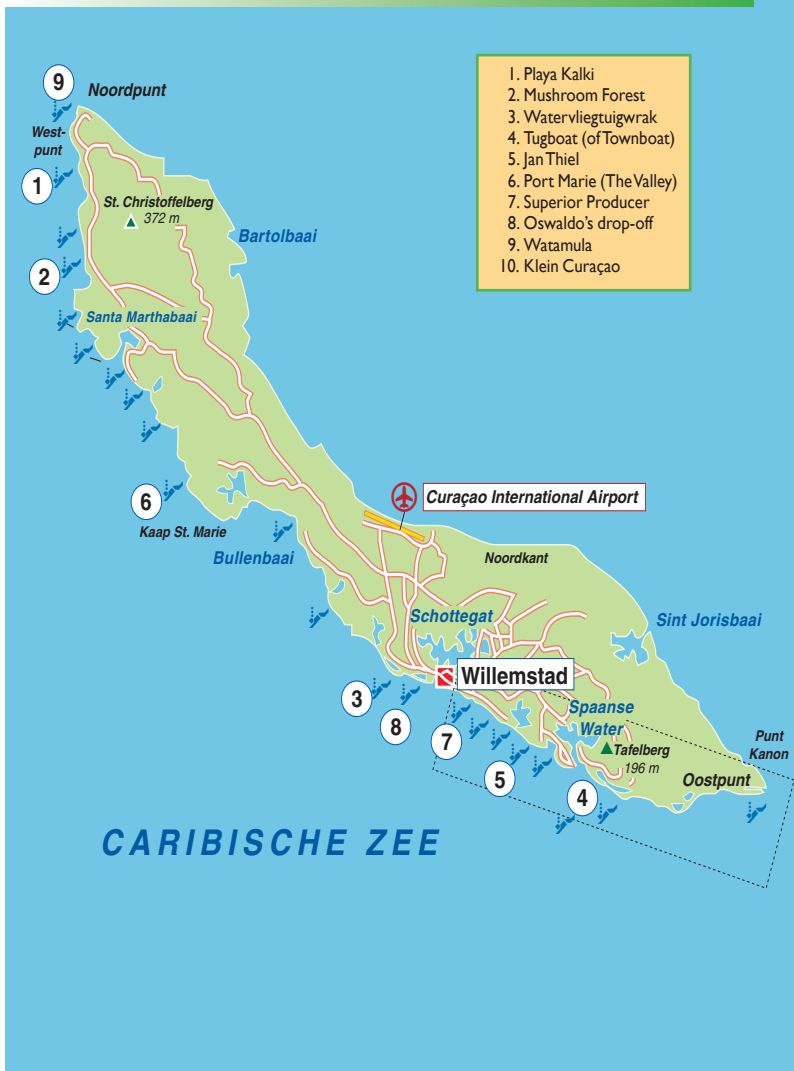 1. Playa Kalki
2. Mushroom Forest
3. Watervliegtuigwrak
4. Tugboat (of Townboat)
5. Jan Thiel
6. Port Marie (The Valley)
7. Superior Producer
8. Oswaldo's drop-off
9. Watamula
10. Klein Curaçao
9
Noordpunt
West-
punt
1
St. Christoffelberg
372 m
Bartolbaai
2
Santa Marthabaai
6
Curaçao International Airport
Kaap St. Marie
Bullenbaai
Noordkant
Schottegat
Sint Jorisbaai
Willemstad
3
8
7
Spaanse
Water
Tafelberg
196 m
Punt
Kanon
Oostpunt
5
4
CARIBISCHE ZEE